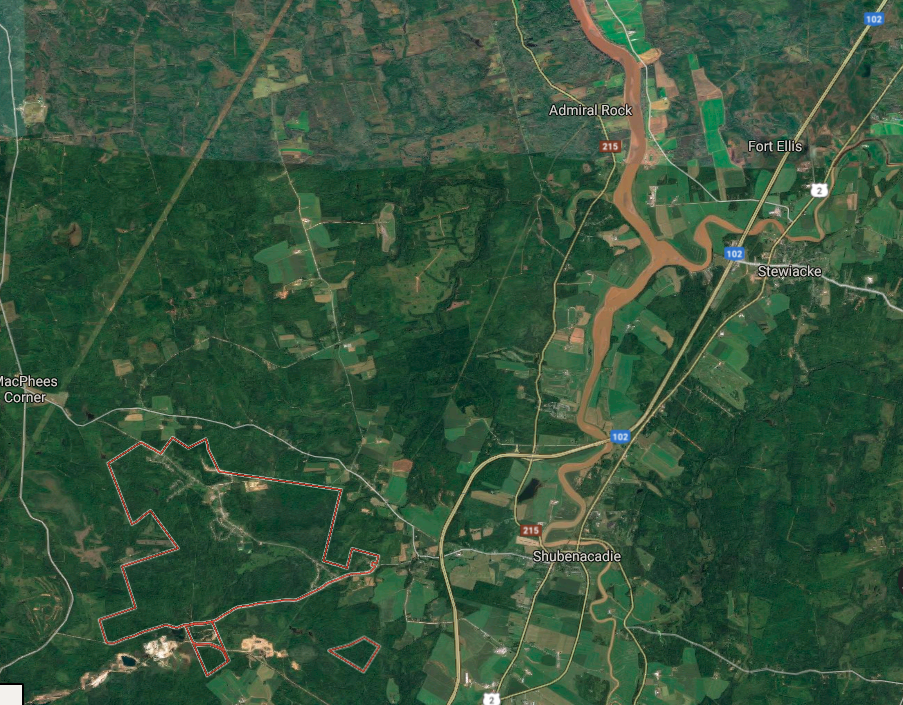 102
Admiral Rock
215
Fort Ellis
2
102
Stewiacke
MacPhees
Corner
102
215
Shubenacadie
2